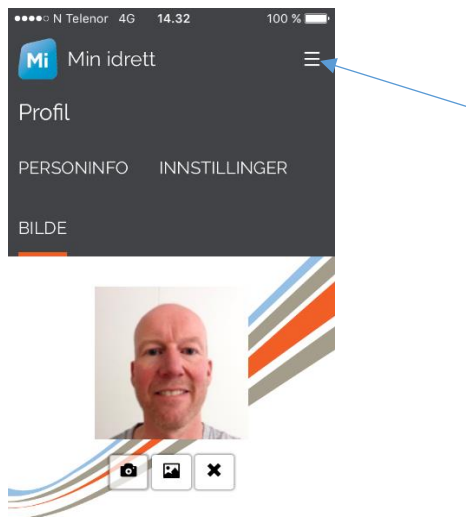 N Telenor 4G 14.32 100 %
Mi Min idrett
Profil
PERSONINFO INNSTILLINGER
BILDE